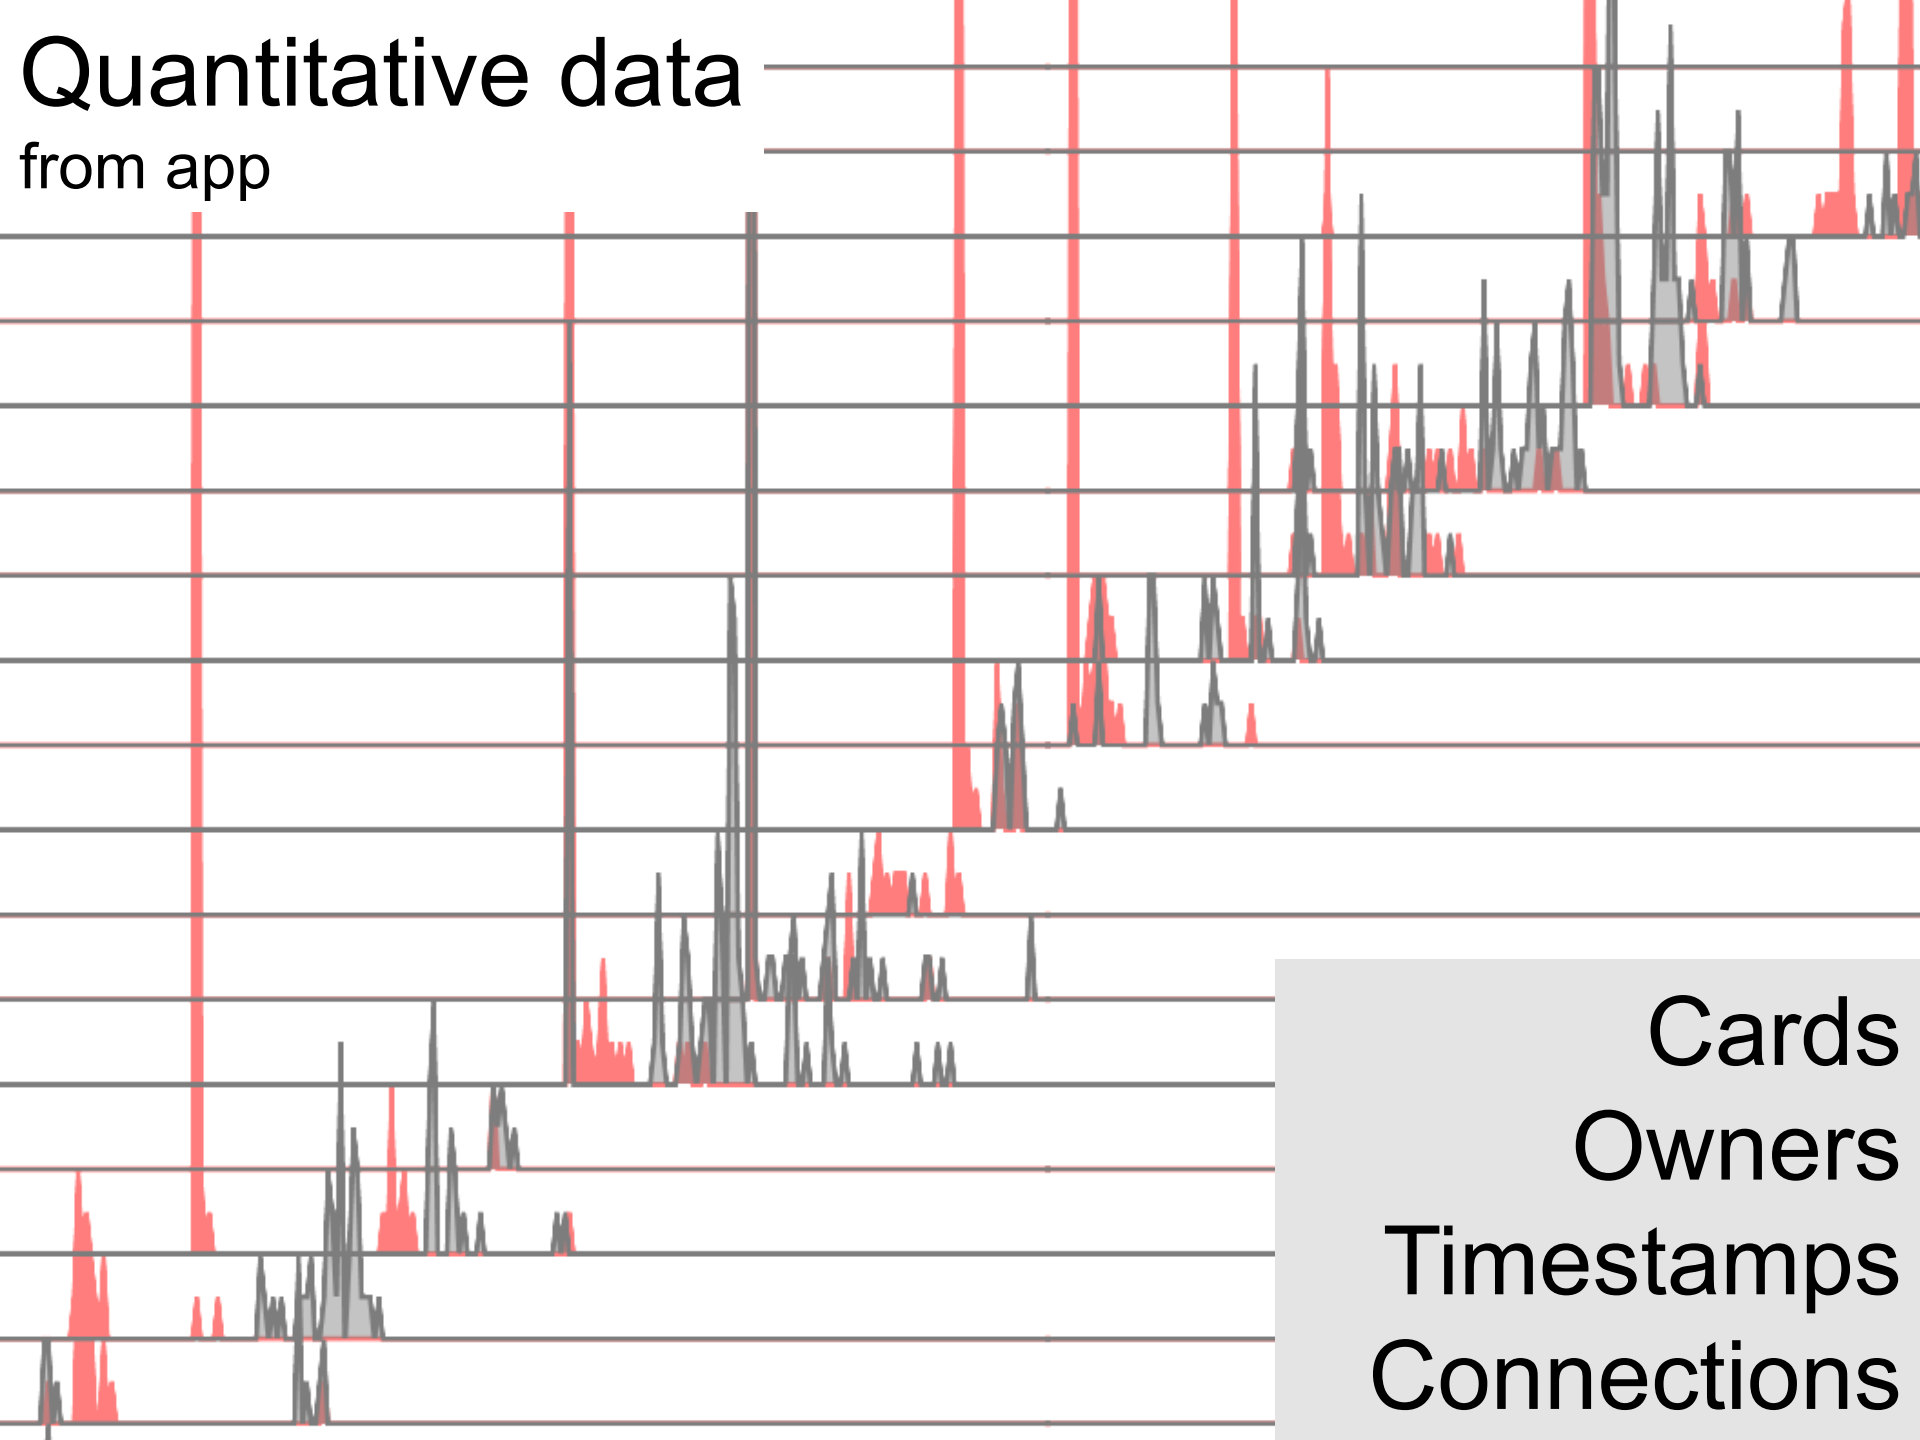 Quantitative data
from app
Cards
Owners
Timestamps
Connections